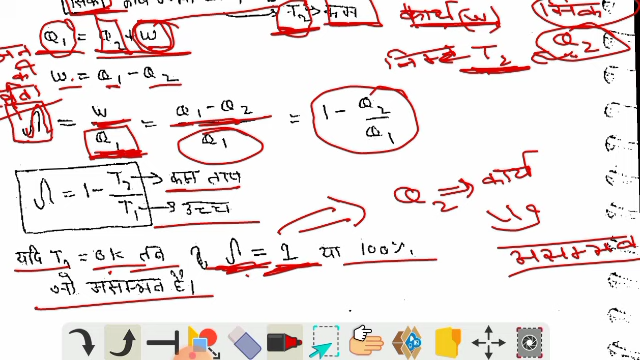 T₂ → कम
कार्य (W)
सिंक
Q₁ = Q₂ + W
T₂
Q₂
W = Q₁ - Q₂
η = W/Q₁ = Q₁ - Q₂/Q₁ = 1 - Q₂/Q₁
η = 1 - T₂/T₁
→ कम ताप
→ उच्च
Q₂ ⇒ कार्य
यदि T₂ = 0K तब η = 1 या 100%
असम्भव
जो असम्भव है।